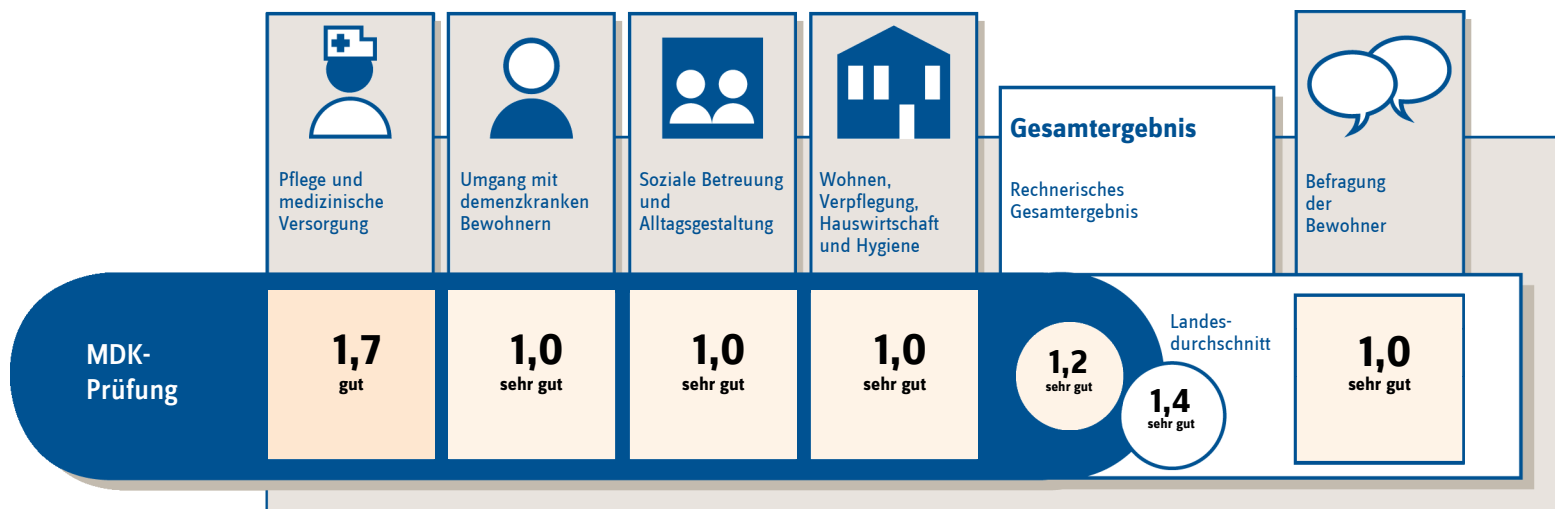 Pflege und
medizinische
Versorgung
Umgang mit
demenzkranken
Bewohnern
Soziale Betreuung
und
Alltagsgestaltung
Wohnen,
Verpflegung,
Hauswirtschaft
und Hygiene
Gesamtergebnis
Rechnerisches
Gesamtergebnis
Befragung
der
Bewohner
MDK-
Prüfung
1,7
gut
1,0
sehr gut
1,0
sehr gut
1,0
sehr gut
1,2
sehr gut
Landes-
durchschnitt
1,4
sehr gut
1,0
sehr gut